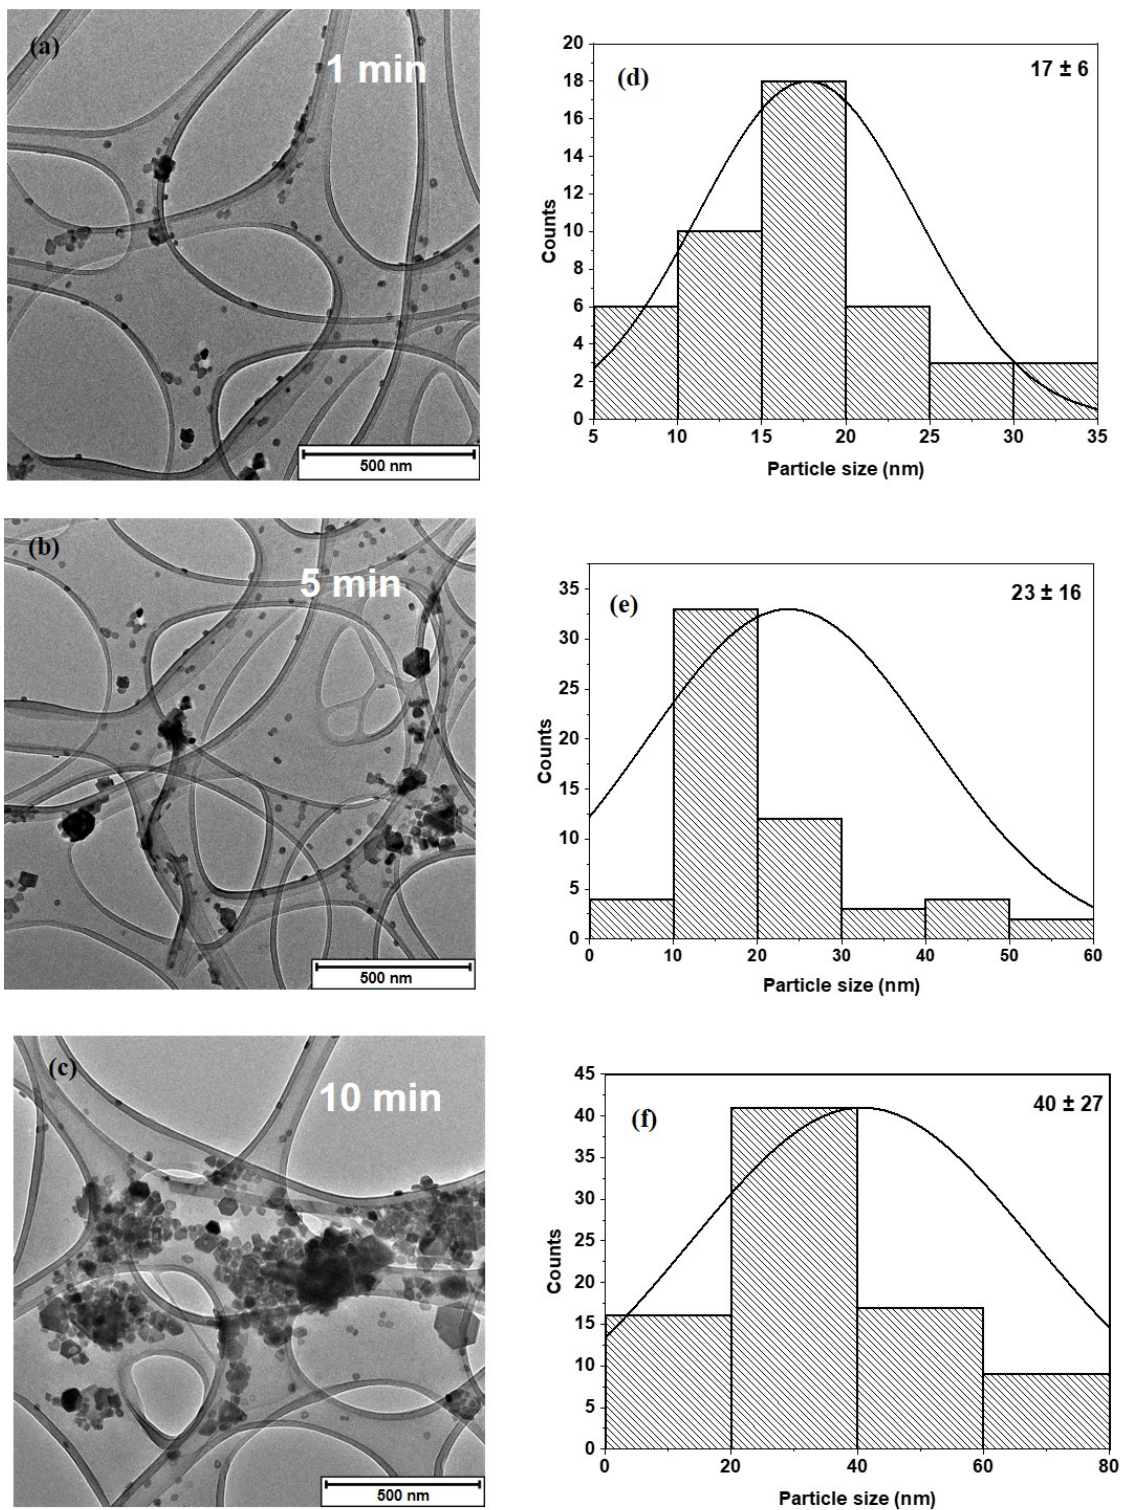 (a)
1 min
500 nm
(d)
17 ± 6
20
18
16
14
12
10
8
6
4
2
0
Counts
5 10 15 20 25 30 35
Particle size (nm)
(b)
5 min
500 nm
(e)
23 ± 16
35
30
25
20
15
10
5
0
Counts
0 10 20 30 40 50 60
Particle size (nm)
(c)
10 min
500 nm
(f)
40 ± 27
45
40
35
30
25
20
15
10
5
0
Counts
0 20 40 60 80
Particle size (nm)